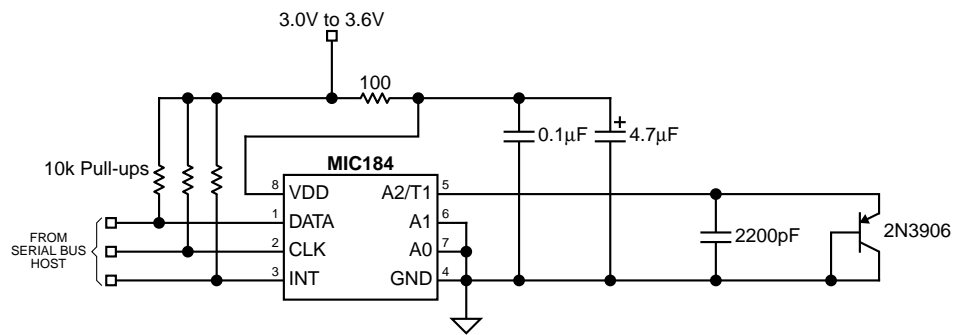 3.0V to 3.6V
100
0.1μF
4.7μF
+
10k Pull-ups
MIC184
8 VDD A2/T1 5
1 DATA A1 6
2 CLK A0 7
3 INT GND 4
FROM
SERIAL BUS
HOST
2200pF
2N3906